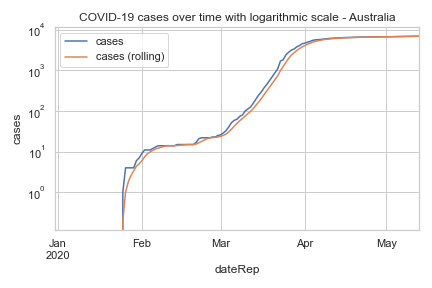 COVID-19 cases over time with logarithmic scale - Australia
cases
cases (rolling)
10⁴
10³
10²
10¹
10⁰
cases
Jan
2020
Feb
Mar
Apr
May
dateRep